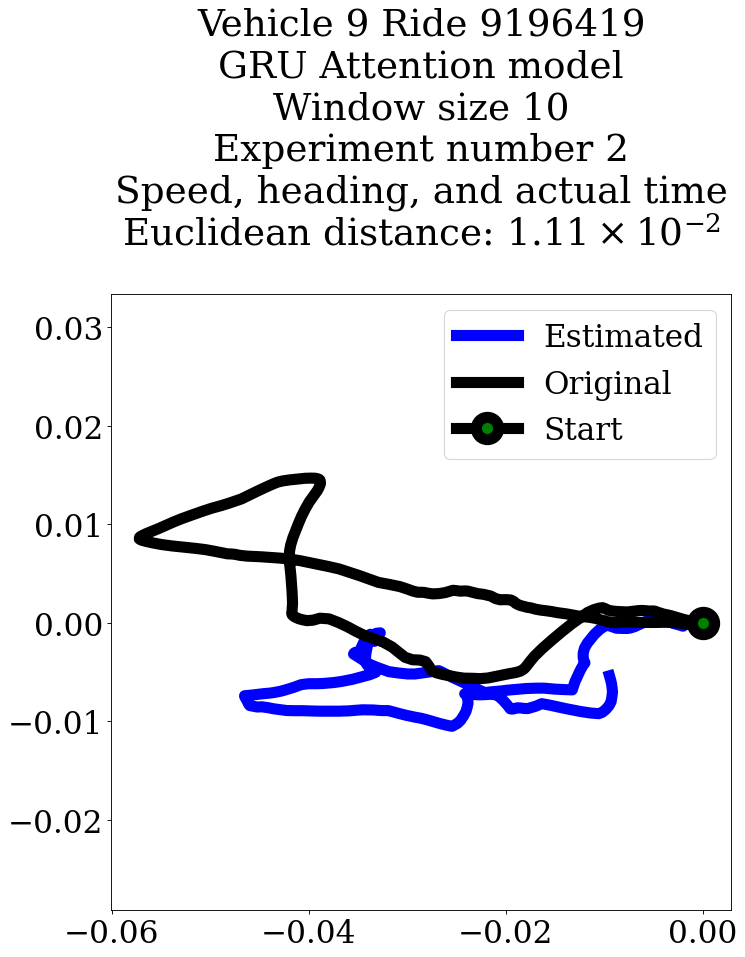 Vehicle 9 Ride 9196419
GRU Attention model
Window size 10
Experiment number 2
Speed, heading, and actual time
Euclidean distance: 1.11 × 10⁻²
Estimated
Original
Start
0.03
0.02
0.01
0.00
−0.01
−0.02
−0.06 −0.04 −0.02 0.00